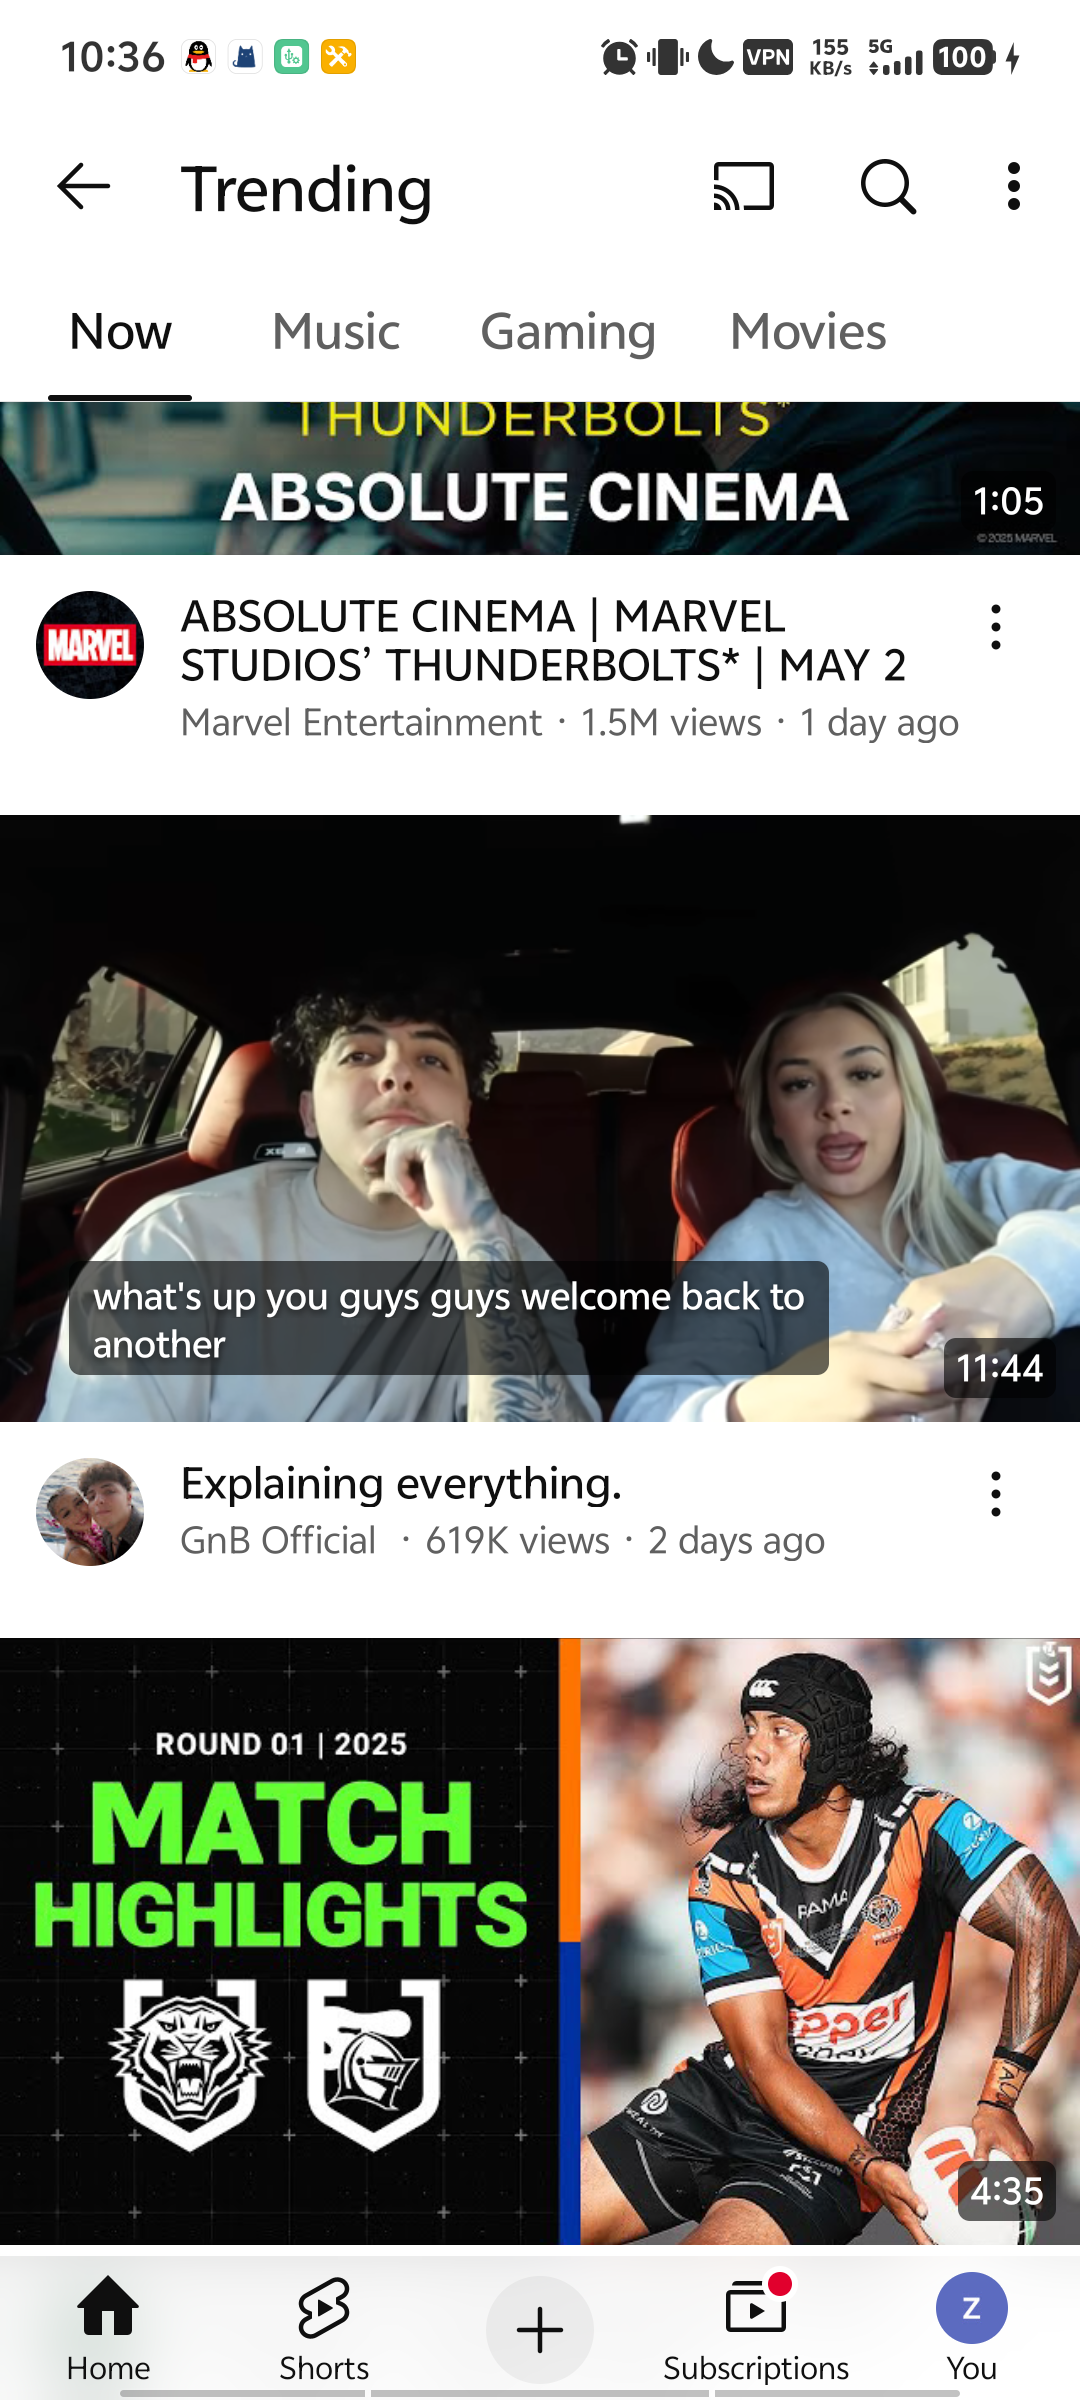 10:36
VPN
155
KB/s
5G
100
Trending
Now
Music
Gaming
Movies
THUNDERBOLTS*
ABSOLUTE CINEMA
1:05
© 2025 MARVEL
MARVEL
ABSOLUTE CINEMA | MARVEL
STUDIOS’ THUNDERBOLTS* | MAY 2
Marvel Entertainment · 1.5M views · 1 day ago
what's up you guys guys welcome back to
another
11:44
Explaining everything.
GnB Official · 619K views · 2 days ago
ROUND 01 | 2025
MATCH
HIGHLIGHTS
4:35
Home
Shorts
Subscriptions
Z
You